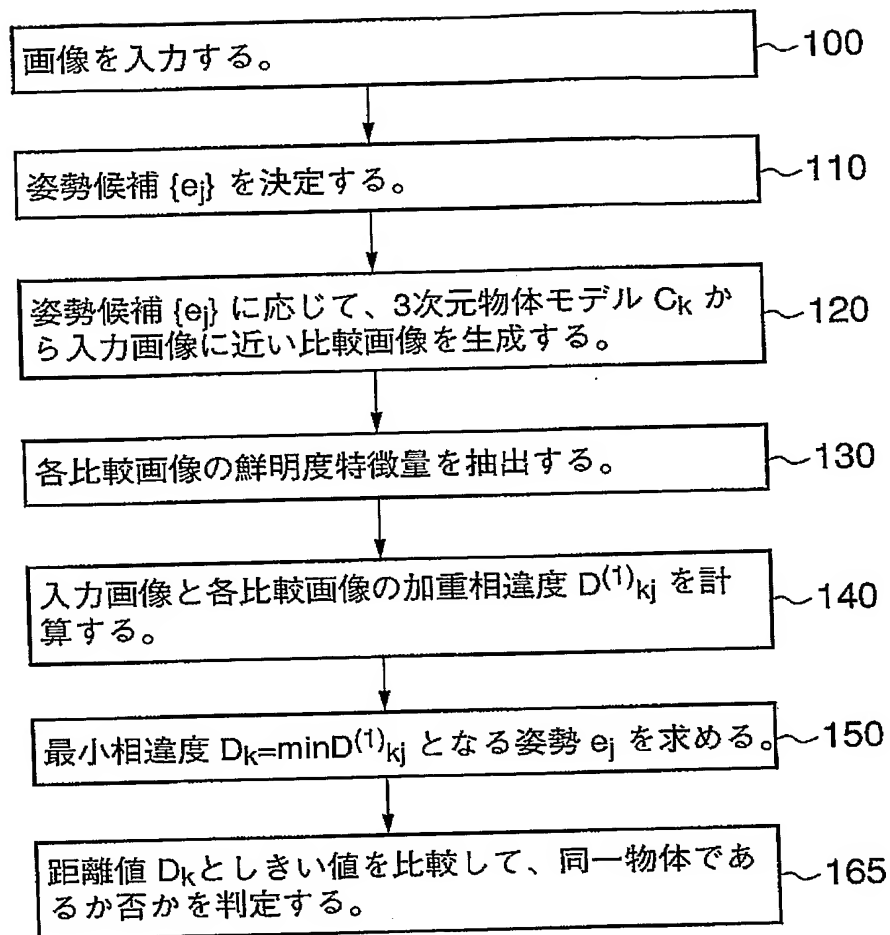 画像を入力する。
～100
姿勢候補 {ej} を決定する。
～110
姿勢候補 {ej} に応じて、3次元物体モデル Ck か
ら入力画像に近い比較画像を生成する。
～120
各比較画像の鮮明度特徴量を抽出する。
～130
入力画像と各比較画像の加重相違度 D(1)kj を計
算する。
～140
最小相違度 Dk=minD(1)kj となる姿勢 ej を求める。
～150
距離値 Dkとしきい値を比較して、同一物体であ
るか否かを判定する。
～165